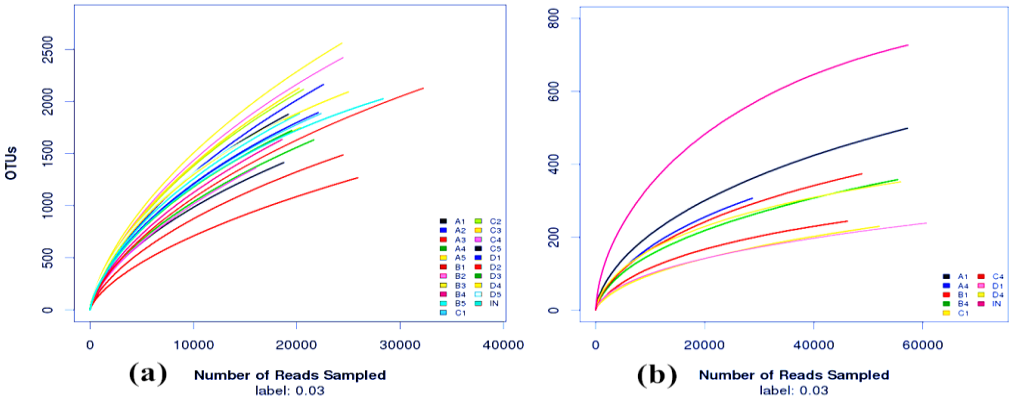 OTUs
2500
2000
1500
1000
500
0
A1 C2
A2 C3
A3 C4
A4 C5
A5 D1
B1 D2
B2 D3
B3 D4
B4 D5
B5 IN
C1
0 10000 20000 30000 40000
(a) Number of Reads Sampled
label: 0.03
800
600
400
200
0
A1 C4
A4 D1
B1 D4
B4 IN
C1
0 20000 40000 60000
(b) Number of Reads Sampled
label: 0.03